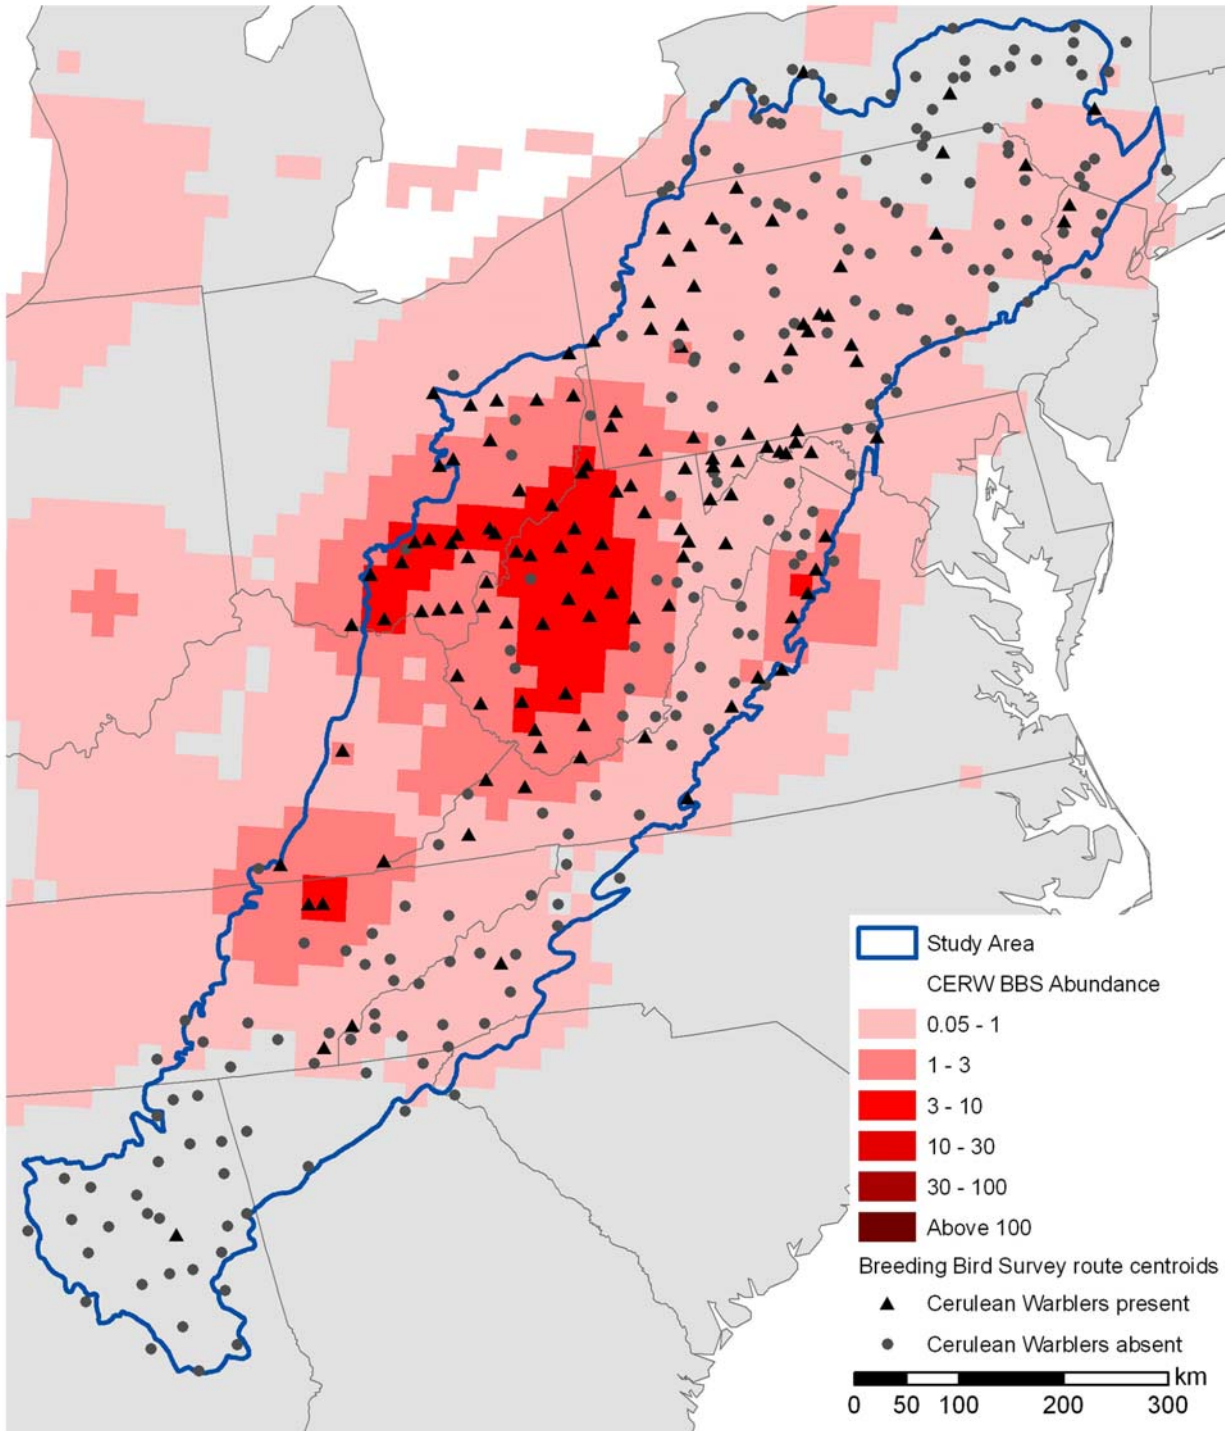 Study Area
CERW BBS Abundance
0.05 - 1
1 - 3
3 - 10
10 - 30
30 - 100
Above 100
Breeding Bird Survey route centroids
Cerulean Warblers present
Cerulean Warblers absent
km
0 50 100 200 300